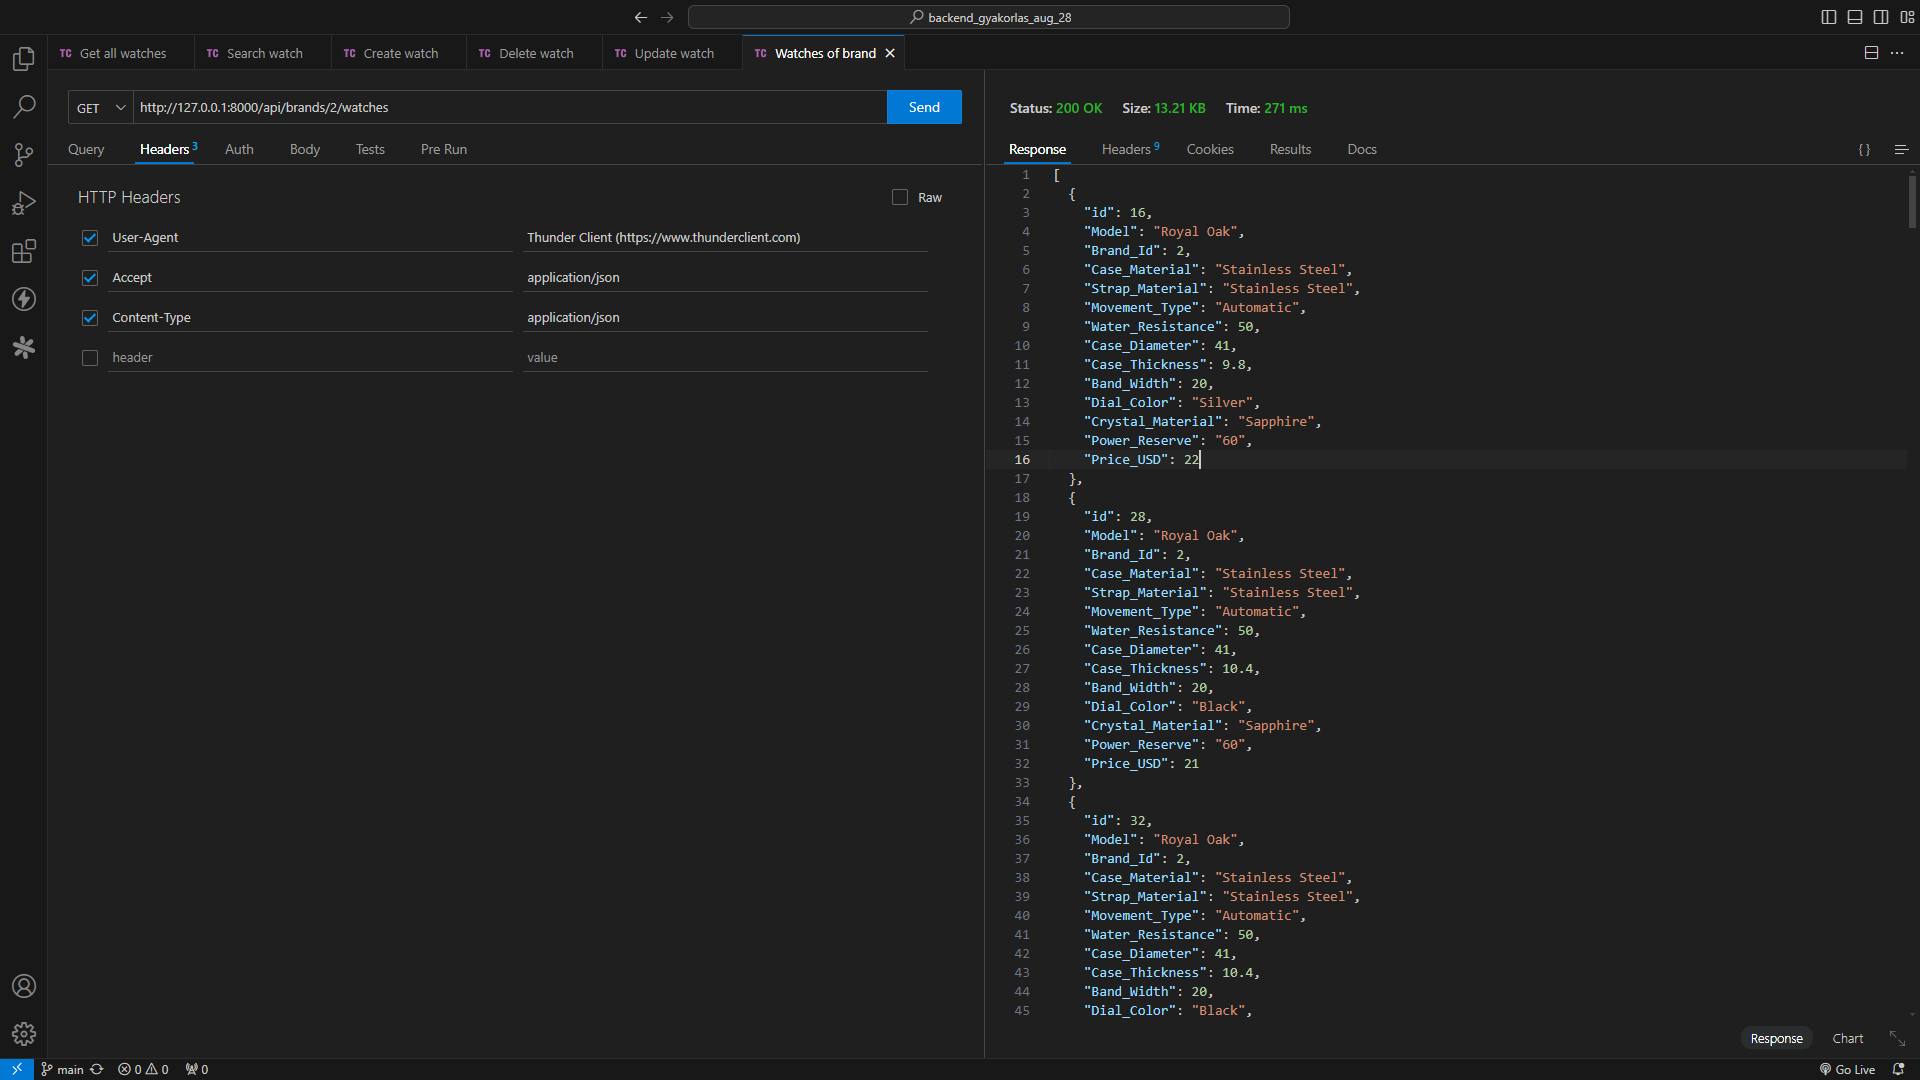 backend_gyakorlas_aug_28
TC Get all watches
TC Search watch
TC Create watch
TC Delete watch
TC Update watch
TC Watches of brand
GET
http://127.0.0.1:8000/api/brands/2/watches
Send
Query
Headers 3
Auth
Body
Tests
Pre Run
HTTP Headers
Raw
User-Agent
Thunder Client (https://www.thunderclient.com)
Accept
application/json
Content-Type
application/json
header
value
Status: 200 OK
Size: 13.21 KB
Time: 271 ms
Response
Headers 9
Cookies
Results
Docs
{ }
1 [
2 {
3 "id": 16,
4 "Model": "Royal Oak",
5 "Brand_Id": 2,
6 "Case_Material": "Stainless Steel",
7 "Strap_Material": "Stainless Steel",
8 "Movement_Type": "Automatic",
9 "Water_Resistance": 50,
10 "Case_Diameter": 41,
11 "Case_Thickness": 9.8,
12 "Band_Width": 20,
13 "Dial_Color": "Silver",
14 "Crystal_Material": "Sapphire",
15 "Power_Reserve": "60",
16 "Price_USD": 22
17 },
18 {
19 "id": 28,
20 "Model": "Royal Oak",
21 "Brand_Id": 2,
22 "Case_Material": "Stainless Steel",
23 "Strap_Material": "Stainless Steel",
24 "Movement_Type": "Automatic",
25 "Water_Resistance": 50,
26 "Case_Diameter": 41,
27 "Case_Thickness": 10.4,
28 "Band_Width": 20,
29 "Dial_Color": "Black",
30 "Crystal_Material": "Sapphire",
31 "Power_Reserve": "60",
32 "Price_USD": 21
33 },
34 {
35 "id": 32,
36 "Model": "Royal Oak",
37 "Brand_Id": 2,
38 "Case_Material": "Stainless Steel",
39 "Strap_Material": "Stainless Steel",
40 "Movement_Type": "Automatic",
41 "Water_Resistance": 50,
42 "Case_Diameter": 41,
43 "Case_Thickness": 10.4,
44 "Band_Width": 20,
45 "Dial_Color": "Black",
Response
Chart
main
0
0
0
Go Live